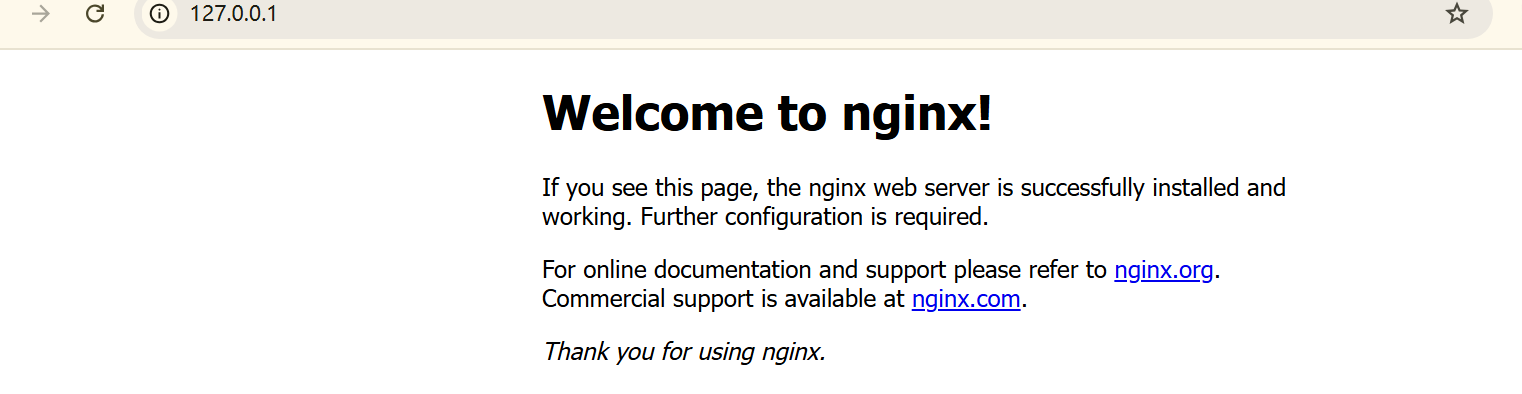 127.0.0.1
Welcome to nginx!
If you see this page, the nginx web server is successfully installed and
working. Further configuration is required.
For online documentation and support please refer to nginx.org.
Commercial support is available at nginx.com.
Thank you for using nginx.